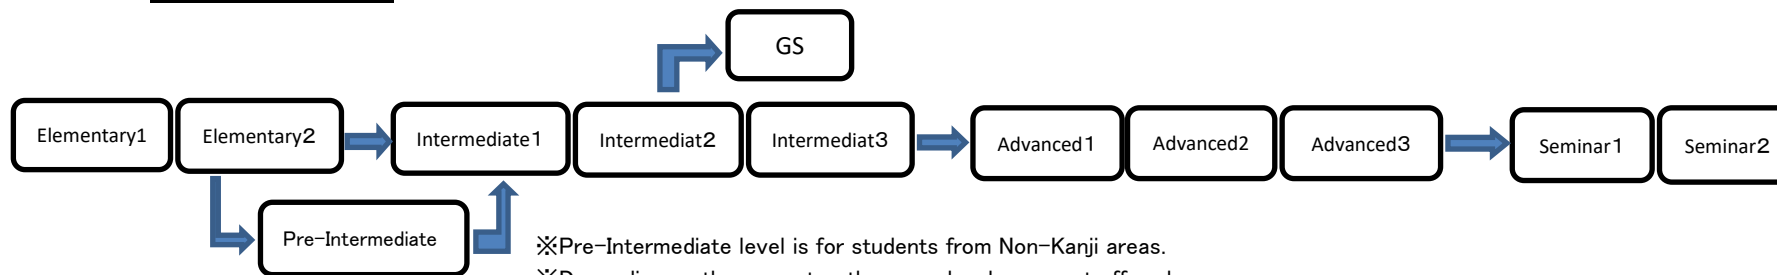 GS
Elementary1
Elementary2
Intermediate1
Intermediat2
Intermediat3
Advanced1
Advanced2
Advanced3
Seminar1
Seminar2
Pre-Intermediate
※Pre-Intermediate level is for students from Non-Kanji areas.